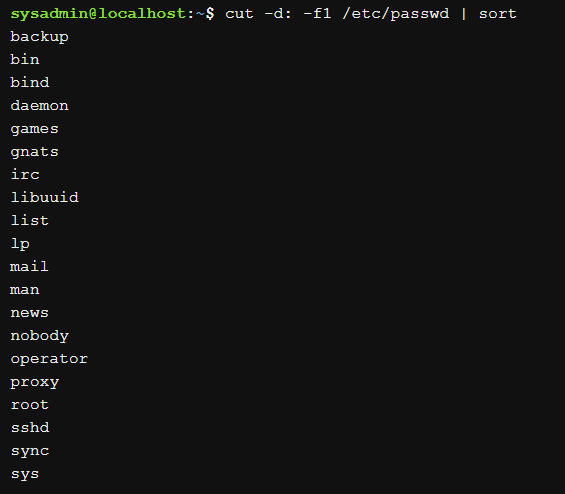 sysadmin@localhost:~$ cut -d: -f1 /etc/passwd | sort
backup
bin
bind
daemon
games
gnats
irc
libuuid
list
lp
mail
man
news
nobody
operator
proxy
root
sshd
sync
sys